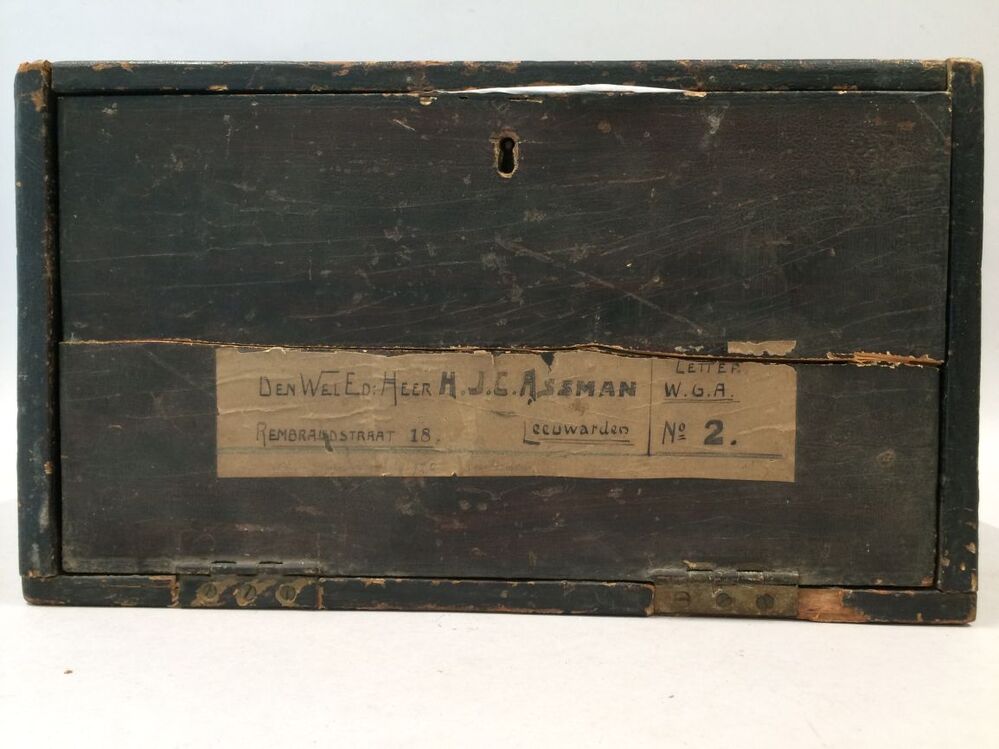 DEN WEL ED: HEER H.J.C. ASSMAN
REMBRANDSTRAAT 18.
Leeuwarden
LETTER.
W.G.A.
No 2.